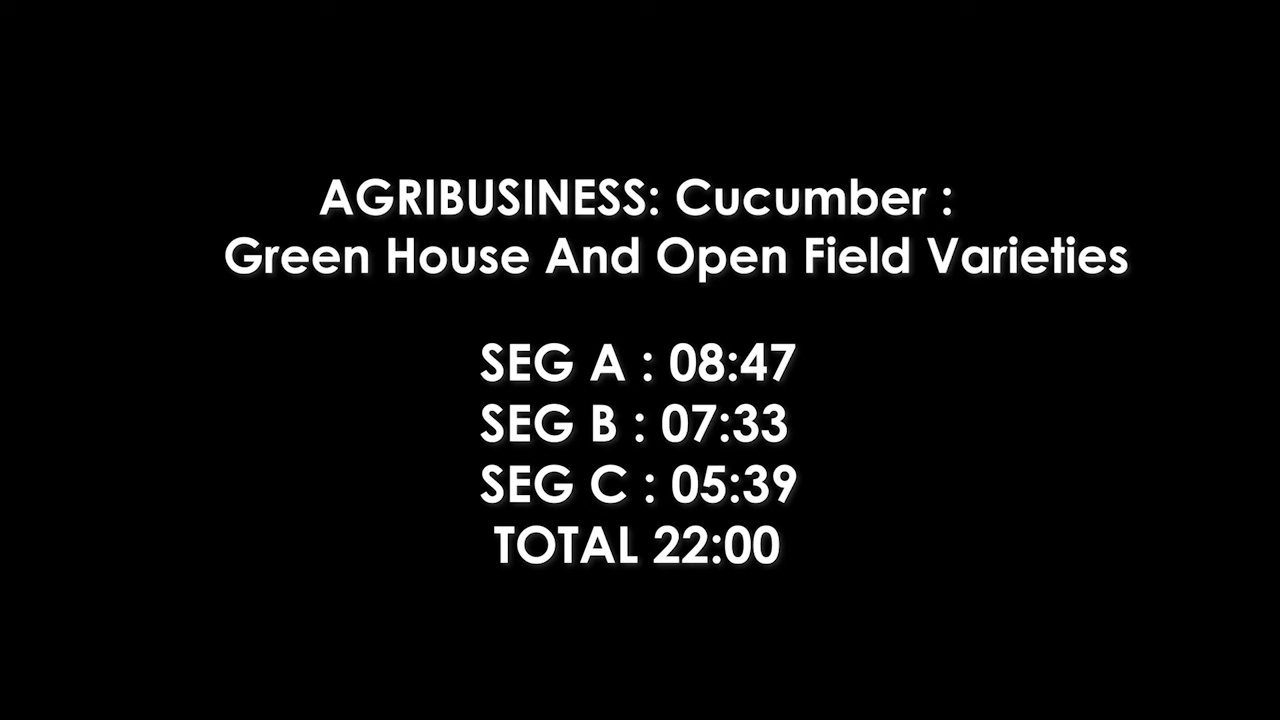 AGRIBUSINESS: Cucumber :
Green House And Open Field Varieties
SEG A : 08:47
SEG B : 07:33
SEG C : 05:39
TOTAL 22:00